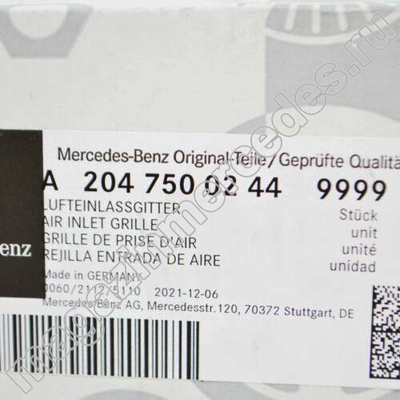 Mercedes-Benz Original-Teile/Geprüfte Qualitä
A 204 750 02 44 9999
LUFTEINLASSGITTER
AIR INLET GRILLE
GRILLE DE PRISE D'AIR
REJILLA ENTRADA DE AIRE
Stück
unit
unité
unidad
enz
Made in GERMANY
2021-12-06
Mercedes-Benz AG, Mercedesstr.120, 70372 Stuttgart, DE